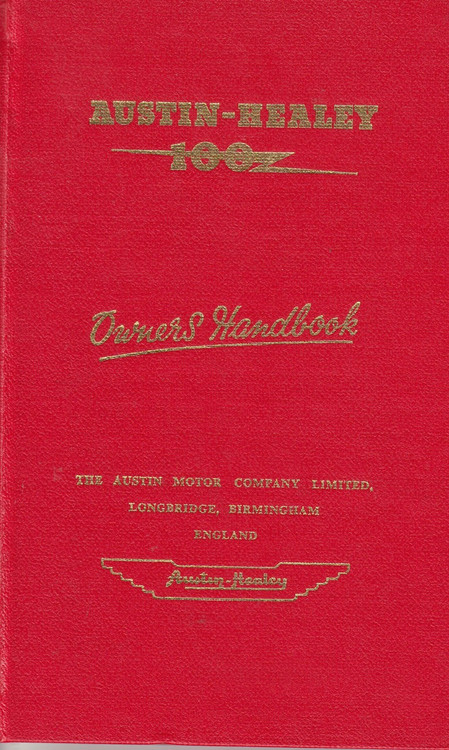 AUSTIN-HEALEY
100
Owners Handbook
THE AUSTIN MOTOR COMPANY LIMITED,
LONGBRIDGE, BIRMINGHAM
ENGLAND
Austin-Healey